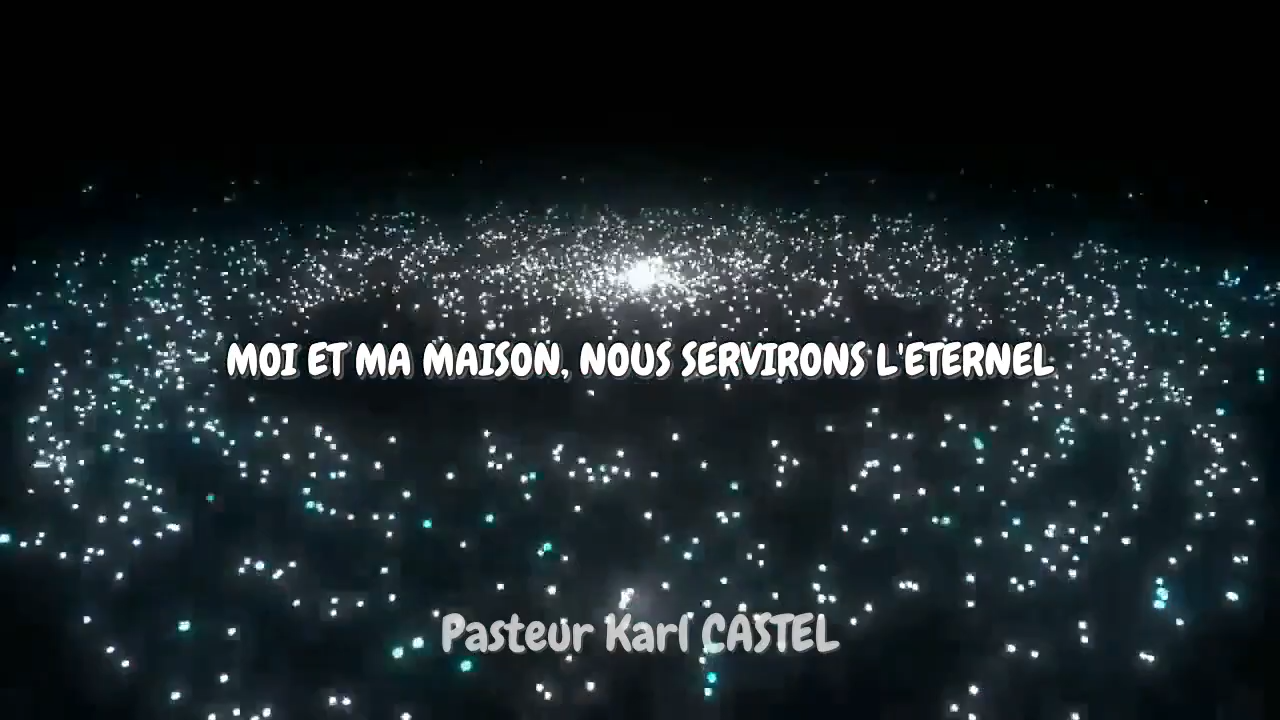 MOI ET MA MAISON, NOUS SERVIRONS L'ETERNEL
Pasteur Karl CASTEL